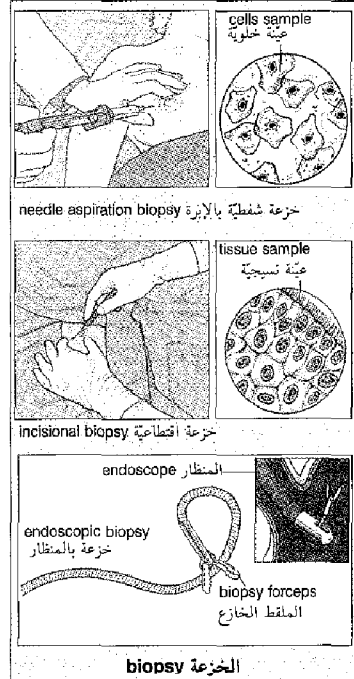 cells sample
عيّنة خلويّة
needle aspiration biopsy خزعة شفطيّة بالإبرة
tissue sample
عيّنة نسيجيّة
incisional biopsy خزعة اقتطاعيّة
endoscope المنظار
endoscopic biopsy
خزعة بالمنظار
biopsy forceps
الملقط الخازع
biopsy الخزعة